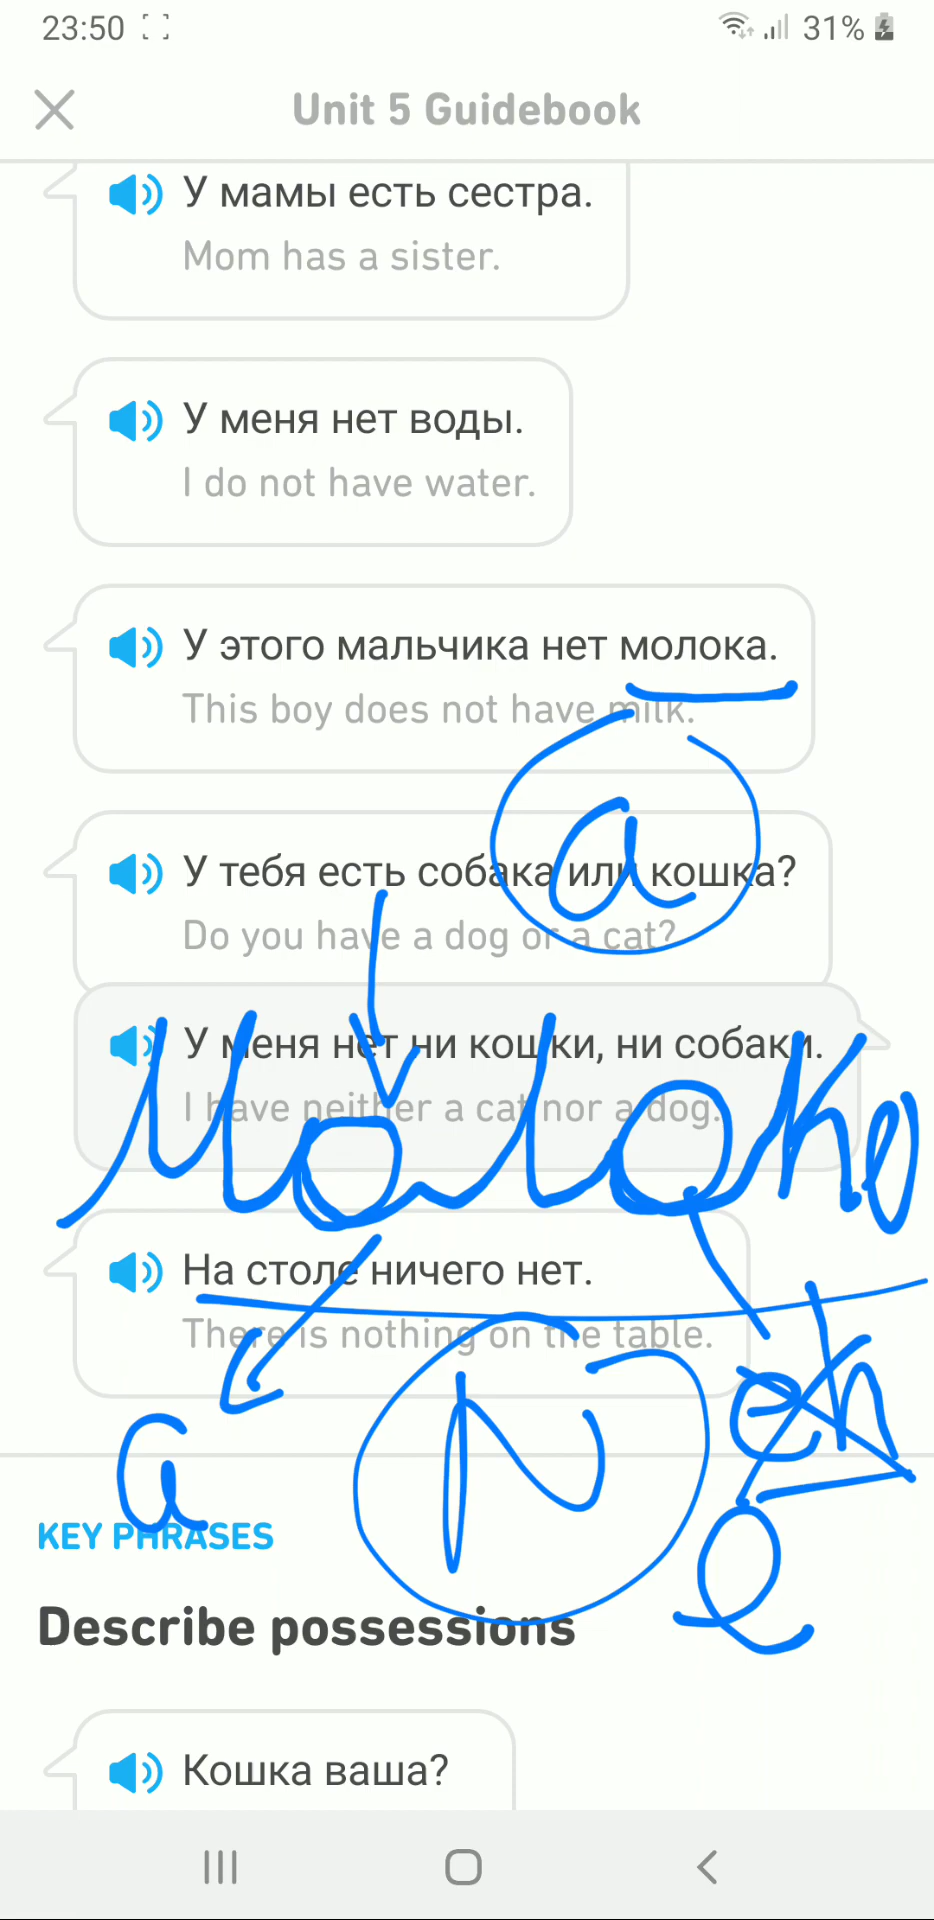 23:50 31%
Unit 5 Guidebook
У мамы есть сестра.
Mom has a sister.
У меня нет воды.
I do not have water.
У этого мальчика нет молока.
This boy does not have milk.
a
У тебя есть собака или кошка?
Do you have a dog or a cat?
У меня нет ни кошки, ни собаки.
I have neither a cat nor a dog.
Молоко
На столе ничего нет.
There is nothing on the table.
a
N
e
KEY PHRASES
Describe possessions
Кошка ваша?